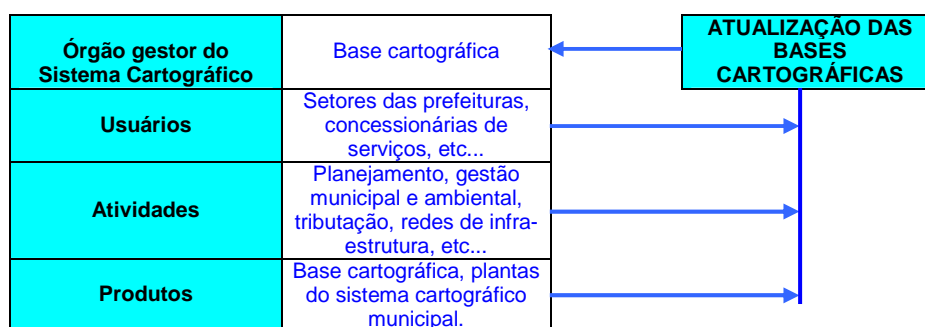 Órgão gestor do
Sistema Cartográfico
Base cartográfica
ATUALIZAÇÃO DAS
BASES
CARTOGRÁFICAS
Usuários
Setores das prefeituras,
concessionárias de
serviços, etc...
Atividades
Planejamento, gestão
municipal e ambiental,
tributação, redes de infra-
estrutura, etc...
Produtos
Base cartográfica, plantas
do sistema cartográfico
municipal.